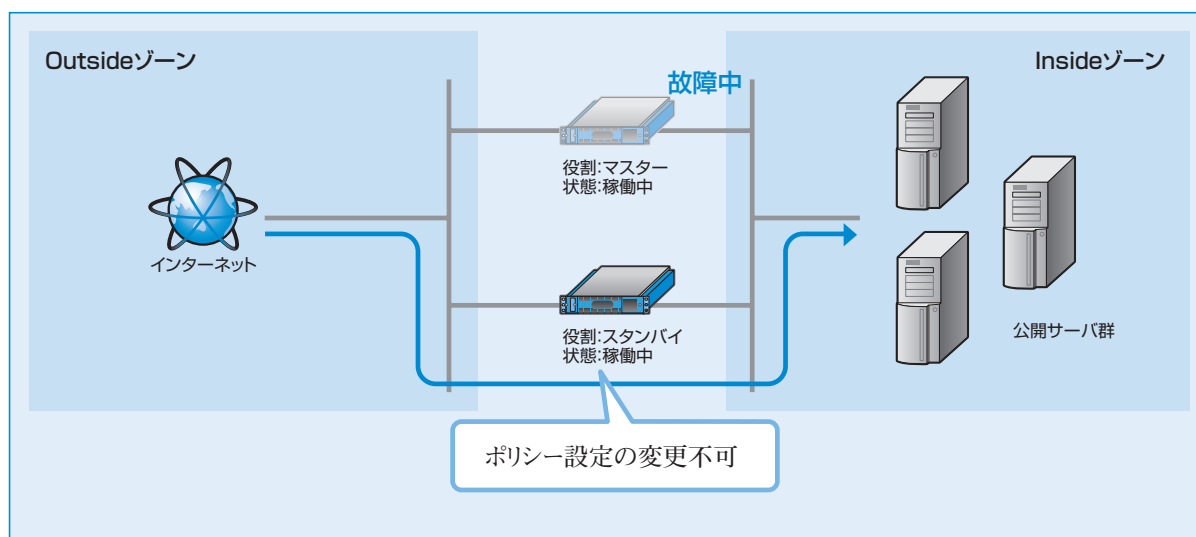 Outsideゾーン
Insideゾーン
故障中
役割:マスター
状態:稼働中
インターネット
役割:スタンバイ
状態:稼働中
公開サーバ群
ポリシー設定の変更不可